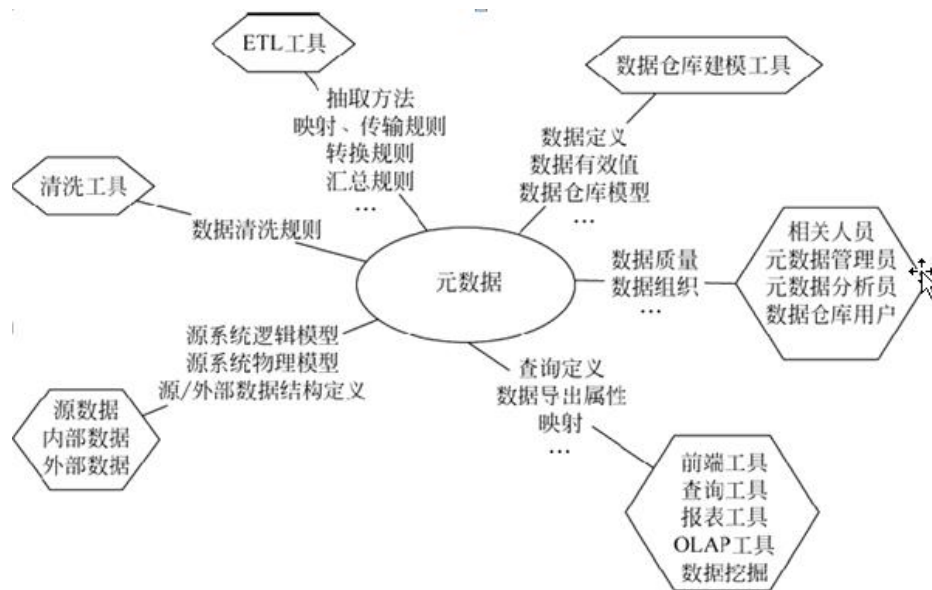 ETL工具
抽取方法
映射、传输规则
转换规则
汇总规则
…
数据仓库建模工具
数据定义
数据有效值
数据仓库模型
…
清洗工具
数据清洗规则
元数据
数据质量
数据组织
…
相关人员
元数据管理员
元数据分析员
数据仓库用户
源系统逻辑模型
源系统物理模型
源/外部数据结构定义
源数据
内部数据
外部数据
查询定义
数据导出属性
映射
…
前端工具
查询工具
报表工具
OLAP工具
数据挖掘